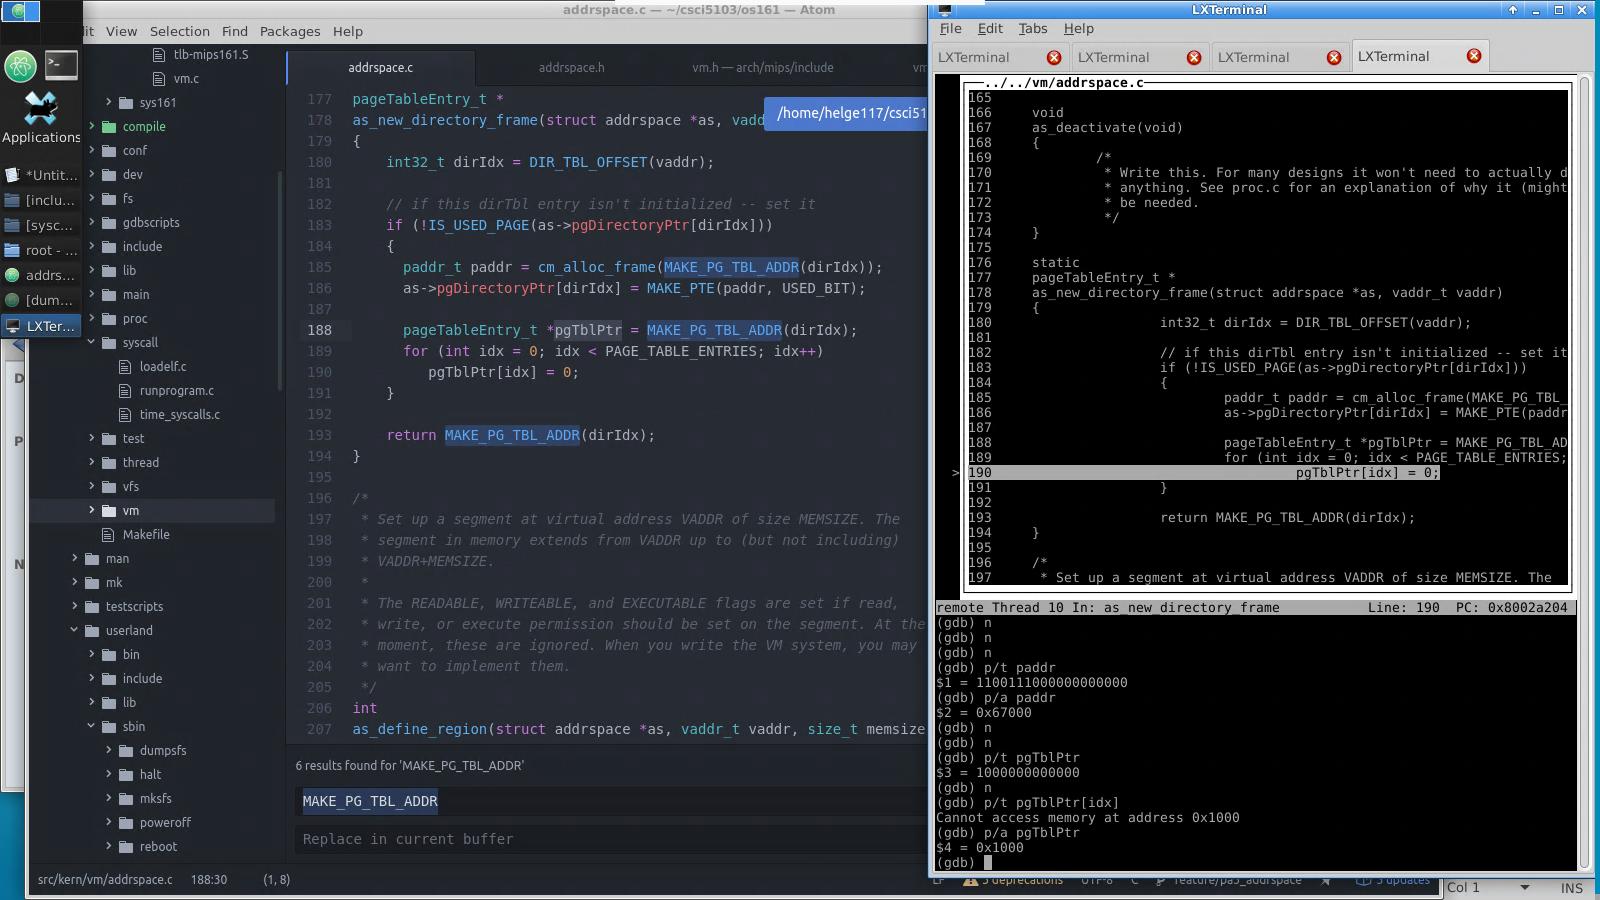 addrspace.c — ~/csci5103/os161 — Atom
it View Selection Find Packages Help
Applications
*Untit...
[inclu...
[sysc...
root - ...
addrs...
[dum...
LXTer...
tlb-mips161.S
vm.c
sys161
compile
conf
dev
fs
gdbscripts
include
lib
main
proc
syscall
loadelf.c
runprogram.c
time_syscalls.c
test
thread
vfs
vm
Makefile
man
mk
testscripts
userland
bin
include
lib
sbin
dumpsfs
halt
mksfs
poweroff
reboot
addrspace.c addrspace.h vm.h — arch/mips/include vm
/home/helge117/csci51
177 pageTableEntry_t *
178 as_new_directory_frame(struct addrspace *as, vadd
179 {
180 int32_t dirIdx = DIR_TBL_OFFSET(vaddr);
181
182 // if this dirTbl entry isn't initialized -- set it
183 if (!IS_USED_PAGE(as->pgDirectoryPtr[dirIdx]))
184 {
185 paddr_t paddr = cm_alloc_frame(MAKE_PG_TBL_ADDR(dirIdx));
186 as->pgDirectoryPtr[dirIdx] = MAKE_PTE(paddr, USED_BIT);
187
188 pageTableEntry_t *pgTblPtr = MAKE_PG_TBL_ADDR(dirIdx);
189 for (int idx = 0; idx < PAGE_TABLE_ENTRIES; idx++)
190 pgTblPtr[idx] = 0;
191 }
192
193 return MAKE_PG_TBL_ADDR(dirIdx);
194 }
195
196 /*
197 * Set up a segment at virtual address VADDR of size MEMSIZE. The
198 * segment in memory extends from VADDR up to (but not including)
199 * VADDR+MEMSIZE.
200 *
201 * The READABLE, WRITEABLE, and EXECUTABLE flags are set if read,
202 * write, or execute permission should be set on the segment. At the
203 * moment, these are ignored. When you write the VM system, you may
204 * want to implement them.
205 */
206 int
207 as_define_region(struct addrspace *as, vaddr_t vaddr, size_t memsize
6 results found for 'MAKE_PG_TBL_ADDR'
MAKE_PG_TBL_ADDR
Replace in current buffer
src/kern/vm/addrspace.c 188:30 (1, 8)
LF 5 deprecations UTF-8 C feature/pa5_addrspace 5 updates
Col 1 INS
LXTerminal
File Edit Tabs Help
LXTerminal LXTerminal LXTerminal LXTerminal
../../vm/addrspace.c
165
166 void
167 as_deactivate(void)
168 {
169 /*
170 * Write this. For many designs it won't need to actually d
171 * anything. See proc.c for an explanation of why it (might
172 * be needed.
173 */
174 }
175
176 static
177 pageTableEntry_t *
178 as_new_directory_frame(struct addrspace *as, vaddr_t vaddr)
179 {
180 int32_t dirIdx = DIR_TBL_OFFSET(vaddr);
181
182 // if this dirTbl entry isn't initialized -- set it
183 if (!IS_USED_PAGE(as->pgDirectoryPtr[dirIdx]))
184 {
185 paddr_t paddr = cm_alloc_frame(MAKE_PG_TBL_
186 as->pgDirectoryPtr[dirIdx] = MAKE_PTE(paddr
187
188 pageTableEntry_t *pgTblPtr = MAKE_PG_TBL_AD
189 for (int idx = 0; idx < PAGE_TABLE_ENTRIES;
> 190 pgTblPtr[idx] = 0;
191 }
192
193 return MAKE_PG_TBL_ADDR(dirIdx);
194 }
195
196 /*
197 * Set up a segment at virtual address VADDR of size MEMSIZE. The
remote Thread 10 In: as_new_directory_frame Line: 190 PC: 0x8002a204
(gdb) n
(gdb) n
(gdb) n
(gdb) p/t paddr
$1 = 1100111000000000000
(gdb) p/a paddr
$2 = 0x67000
(gdb) n
(gdb) n
(gdb) p/t pgTblPtr
$3 = 1000000000000
(gdb) n
(gdb) p/t pgTblPtr[idx]
Cannot access memory at address 0x1000
(gdb) p/a pgTblPtr
$4 = 0x1000
(gdb)